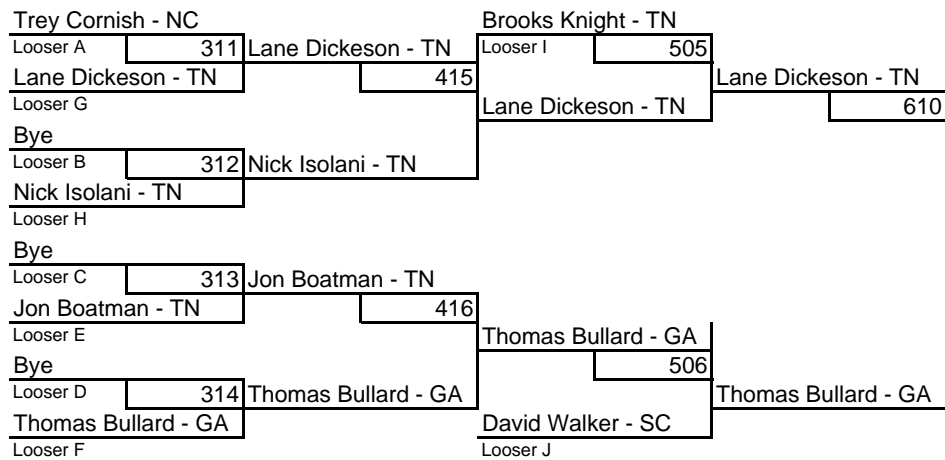 Trey Cornish - NC Brooks Knight - TN
Looser A 311 Lane Dickeson - TN Looser I 505
Lane Dickeson - TN 415 Lane Dickeson - TN
Looser G Lane Dickeson - TN 610
Bye
Looser B 312 Nick Isolani - TN
Nick Isolani - TN
Looser H
Bye
Looser C 313 Jon Boatman - TN
Jon Boatman - TN 416
Looser E Thomas Bullard - GA
Bye 506
Looser D 314 Thomas Bullard - GA Thomas Bullard - GA
Thomas Bullard - GA David Walker - SC
Looser F Looser J